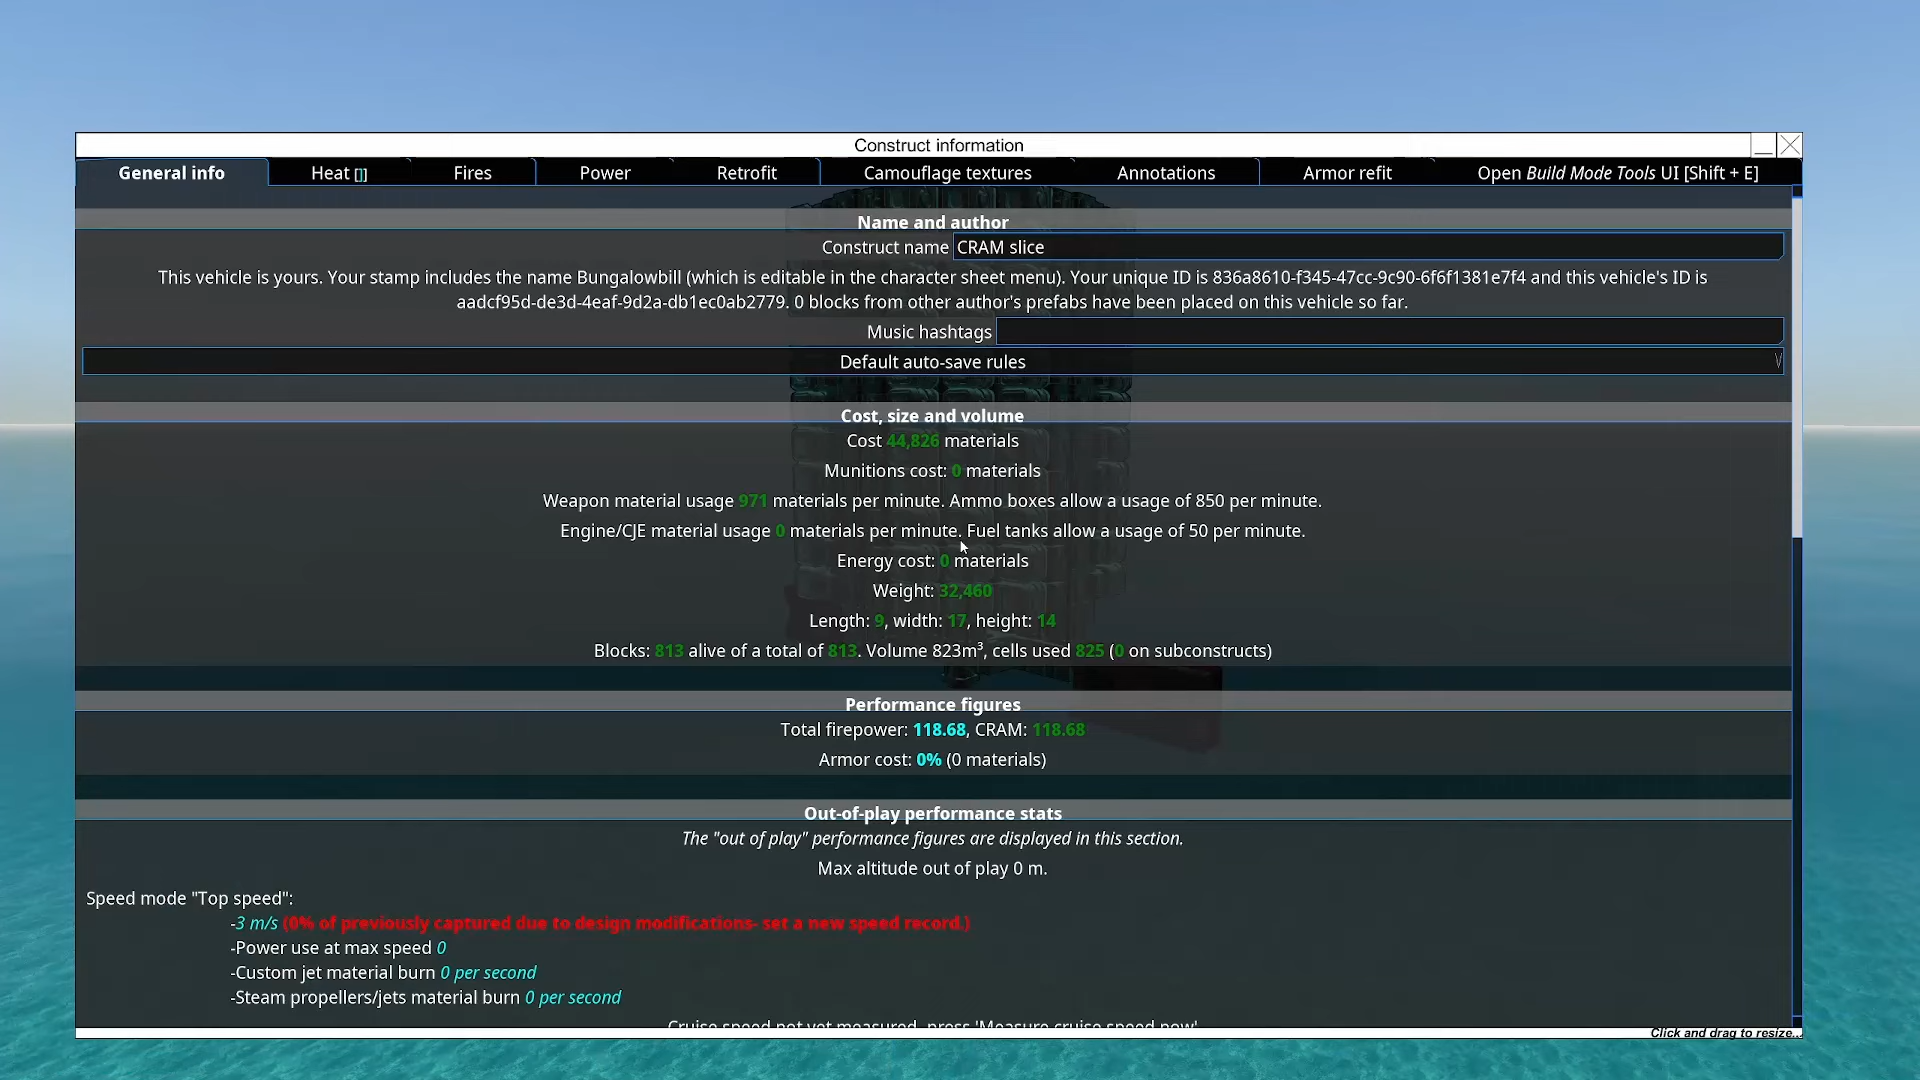 Construct information
General info
Heat []
Fires
Power
Retrofit
Camouflage textures
Annotations
Armor refit
Open Build Mode Tools UI [Shift + E]
Name and author
Construct name CRAM slice
This vehicle is yours. Your stamp includes the name Bungalowbill (which is editable in the character sheet menu). Your unique ID is 836a8610-f345-47cc-9c90-6f6f1381e7f4 and this vehicle's ID is
aadcf95d-de3d-4eaf-9d2a-db1ec0ab2779. 0 blocks from other author's prefabs have been placed on this vehicle so far.
Music hashtags
Default auto-save rules
Cost, size and volume
Cost 44,826 materials
Munitions cost: 0 materials
Weapon material usage 971 materials per minute. Ammo boxes allow a usage of 850 per minute.
Engine/CJE material usage 0 materials per minute. Fuel tanks allow a usage of 50 per minute.
Energy cost: 0 materials
Weight: 32,460
Length: 9, width: 17, height: 14
Blocks: 813 alive of a total of 813. Volume 823m³, cells used 825 (0 on subconstructs)
Performance figures
Total firepower: 118.68, CRAM: 118.68
Armor cost: 0% (0 materials)
Out-of-play performance stats
The "out of play" performance figures are displayed in this section.
Max altitude out of play 0 m.
Speed mode "Top speed":
-3 m/s (0% of previously captured due to design modifications- set a new speed record.)
-Power use at max speed 0
-Custom jet material burn 0 per second
-Steam propellers/jets material burn 0 per second
Cruise speed not yet measured, press 'Measure cruise speed now'
Click and drag to resize...